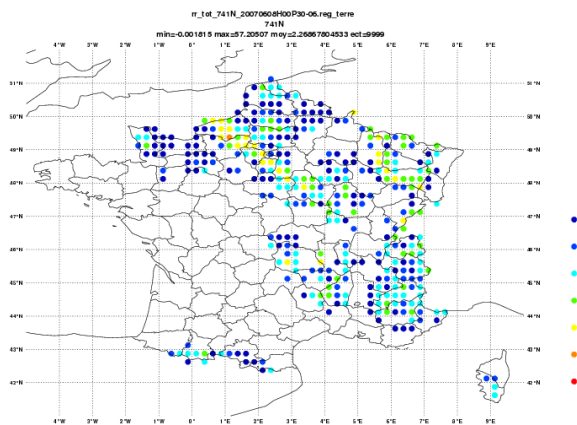 rr_tot_741N_20070608H00P30-06.reg_terre
741N
min=-0.001815 max=57.20507 moy=2.26867804533 ect=9999
4°W 3°W 2°W 1°W 0°E 1°E 2°E 3°E 4°E 5°E 6°E 7°E 8°E 9°E
51°N 51°N
50°N 50°N
49°N 49°N
48°N 48°N
47°N 47°N
46°N 46°N
45°N 45°N
44°N 44°N
43°N 43°N
42°N 42°N
4°W 3°W 2°W 1°W 0°E 1°E 2°E 3°E 4°E 5°E 6°E 7°E 8°E 9°E